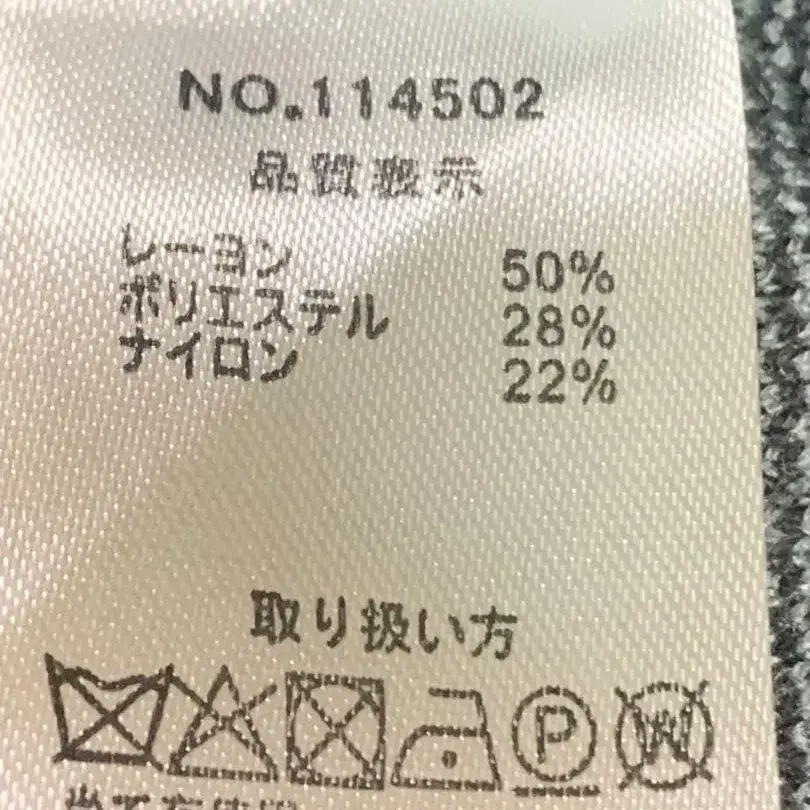 NO.114502
品質表示
レーヨン 50%
ポリエステル 28%
ナイロン 22%
取り扱い方
P W